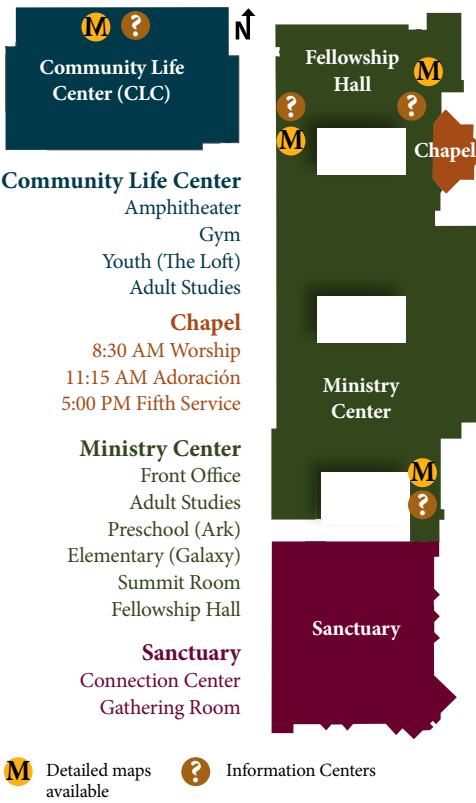 M ?
N
Community Life
Center (CLC)
Fellowship
Hall
M
? ?
M
Chapel
Community Life Center
Amphitheater
Gym
Youth (The Loft)
Adult Studies
Chapel
8:30 AM Worship
11:15 AM Adoración
5:00 PM Fifth Service
Ministry
Center
Ministry Center
Front Office
Adult Studies
Preschool (Ark)
Elementary (Galaxy)
Summit Room
Fellowship Hall
M
?
Sanctuary
Connection Center
Gathering Room
Sanctuary
M Detailed maps
available
? Information Centers